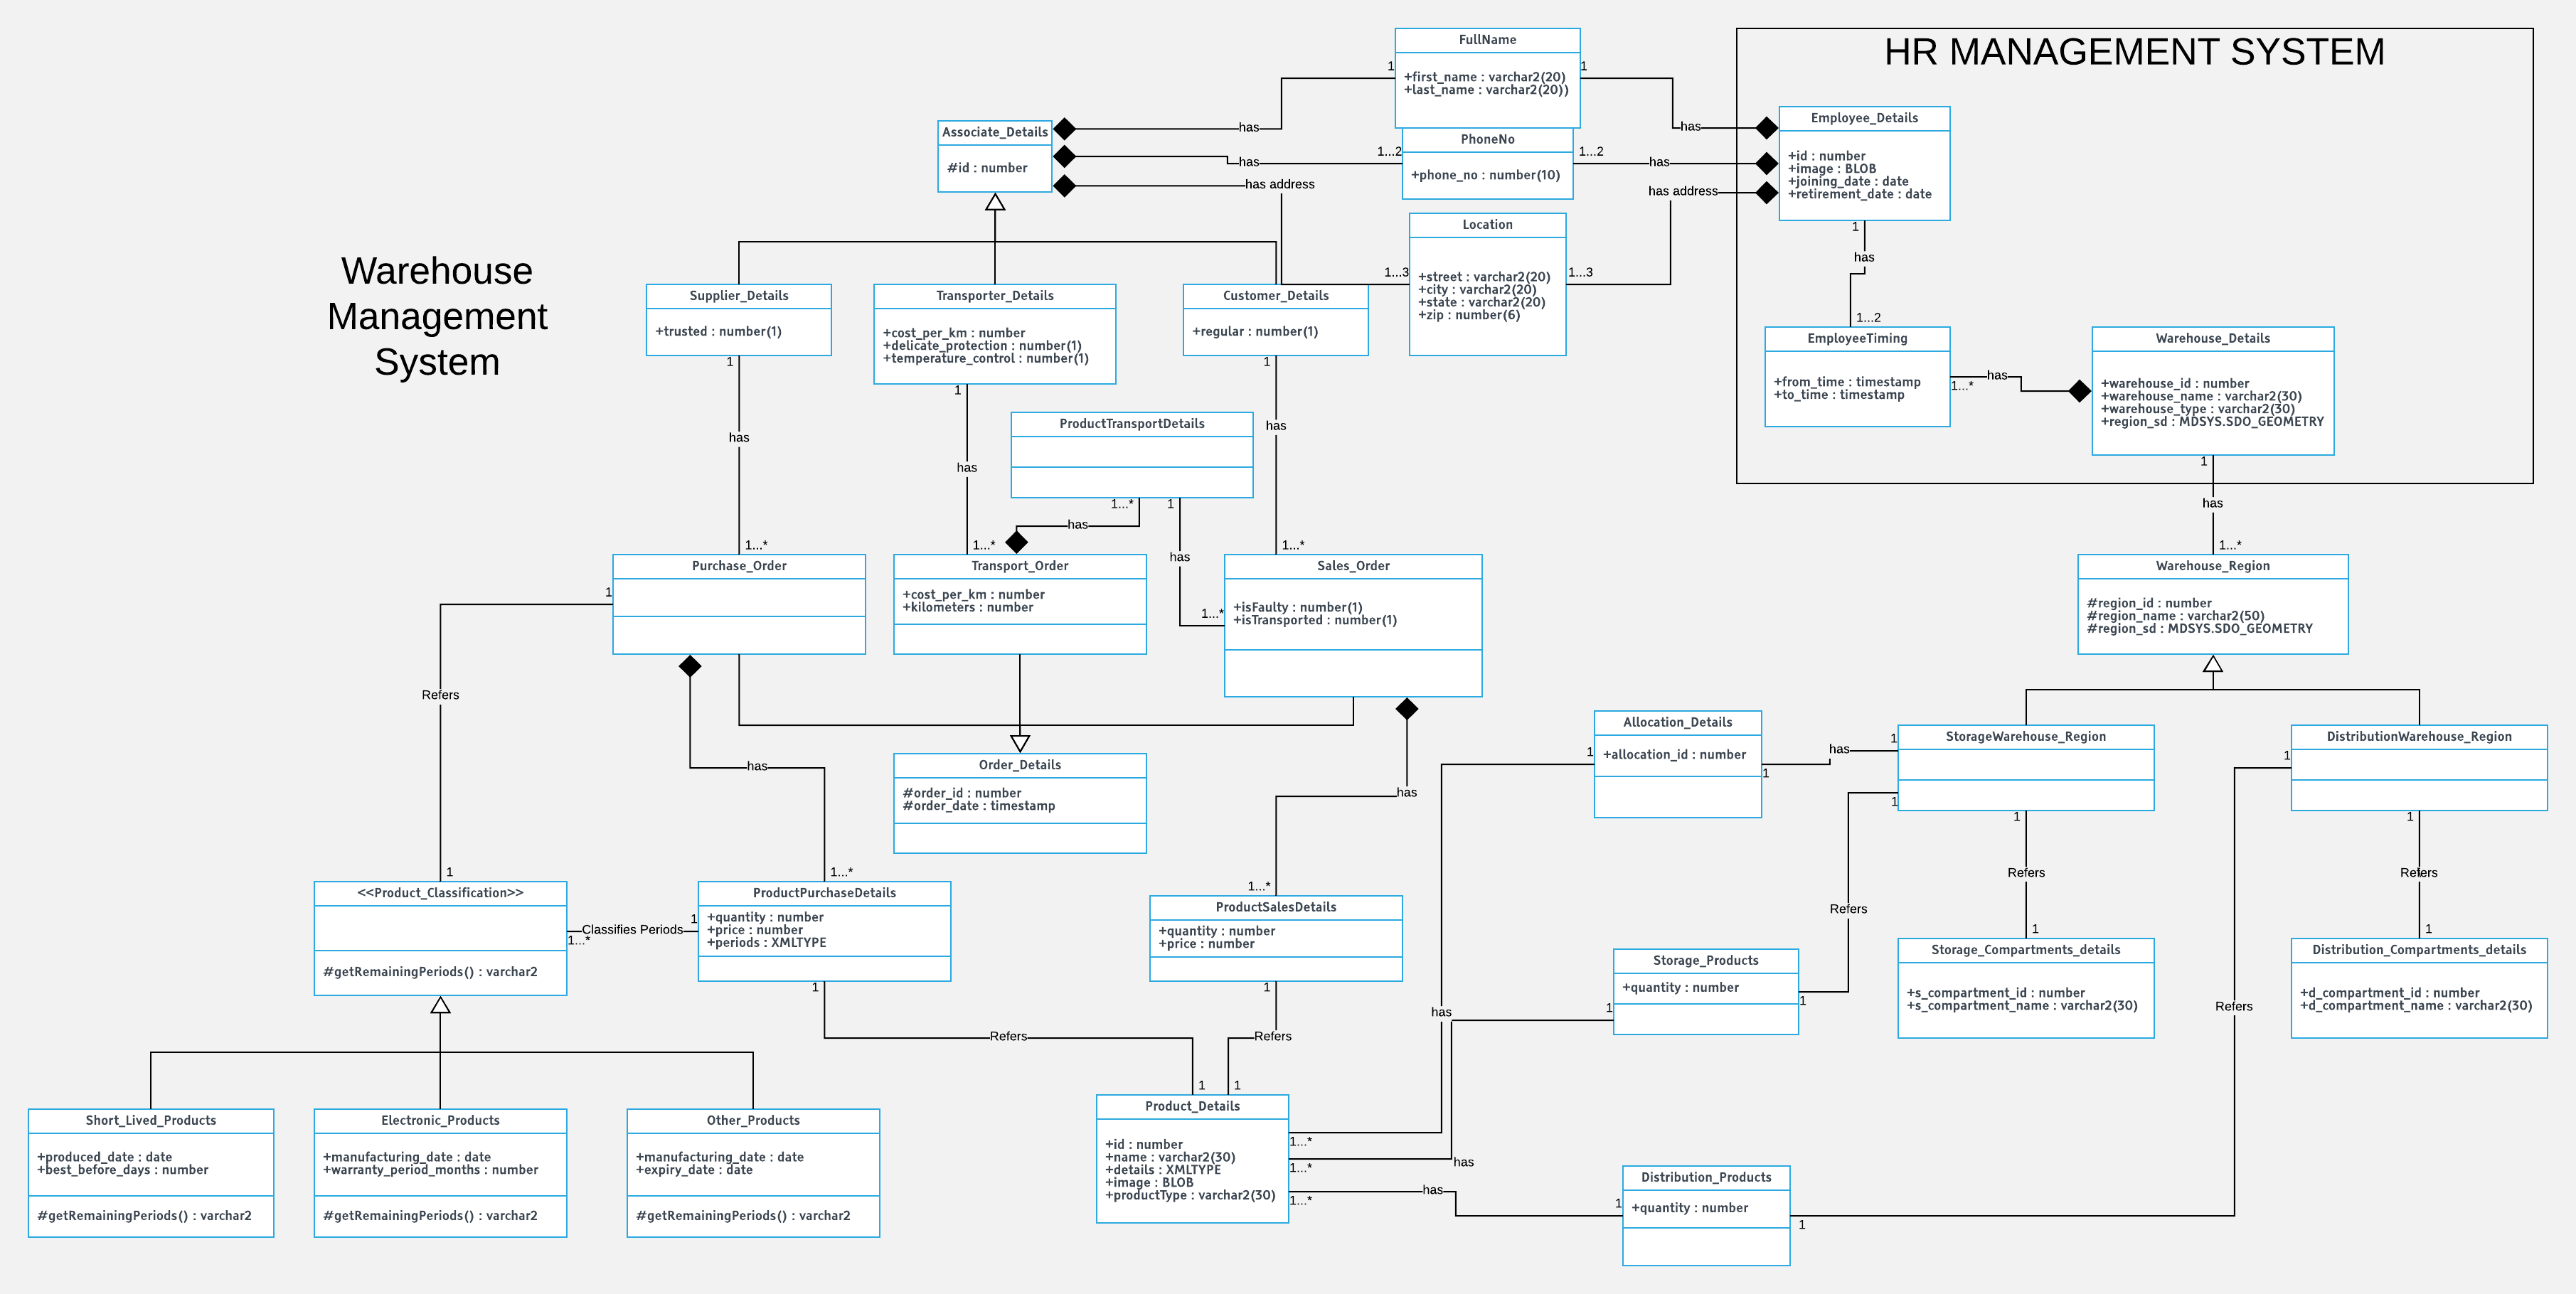 HR MANAGEMENT SYSTEM
FullName
+first_name : varchar2(20)
+last_name : varchar2(20))
1
1
has
has
Associate_Details
#id : number
PhoneNo
+phone_no : number(10)
1...2
1...2
has
has
has address
has address
Employee_Details
+id : number
+image : BLOB
+joining_date : date
+retirement_date : date
Location
+street : varchar2(20)
+city : varchar2(20)
+state : varchar2(20)
+zip : number(6)
1...3
1...3
1
has
1...2
Warehouse
Management
System
Supplier_Details
+trusted : number(1)
1
has
1...*
Transporter_Details
+cost_per_km : number
+delicate_protection : number(1)
+temperature_control : number(1)
1
has
1...*
Customer_Details
+regular : number(1)
1
has
1...*
EmployeeTiming
+from_time : timestamp
+to_time : timestamp
1...*
has
Warehouse_Details
+warehouse_id : number
+warehouse_name : varchar2(30)
+warehouse_type : varchar2(30)
+region_sd : MDSYS.SDO_GEOMETRY
1
has
1...*
ProductTransportDetails
1...*
1
has
has
1...*
Purchase_Order
1
Refers
1
Transport_Order
+cost_per_km : number
+kilometers : number
Sales_Order
+isFaulty : number(1)
+isTransported : number(1)
Warehouse_Region
#region_id : number
#region_name : varchar2(50)
#region_sd : MDSYS.SDO_GEOMETRY
has
1...*
Order_Details
#order_id : number
#order_date : timestamp
has
1...*
Allocation_Details
+allocation_id : number
1
1
has
1
StorageWarehouse_Region
1
1
DistributionWarehouse_Region
1
1
<<Product_Classification>>
#getRemainingPeriods() : varchar2
1...*
Classifies Periods
1
ProductPurchaseDetails
+quantity : number
+price : number
+periods : XMLTYPE
1
ProductSalesDetails
+quantity : number
+price : number
1
Refers
Refers
1
1
Refers
Refers
Refers
Refers
1
1
Storage_Products
+quantity : number
1
1
Storage_Compartments_details
+s_compartment_id : number
+s_compartment_name : varchar2(30)
Distribution_Compartments_details
+d_compartment_id : number
+d_compartment_name : varchar2(30)
has
Short_Lived_Products
+produced_date : date
+best_before_days : number
#getRemainingPeriods() : varchar2
Electronic_Products
+manufacturing_date : date
+warranty_period_months : number
#getRemainingPeriods() : varchar2
Other_Products
+manufacturing_date : date
+expiry_date : date
#getRemainingPeriods() : varchar2
Product_Details
+id : number
+name : varchar2(30)
+details : XMLTYPE
+image : BLOB
+productType : varchar2(30)
1...*
1...*
1...*
has
has
Distribution_Products
+quantity : number
1
1